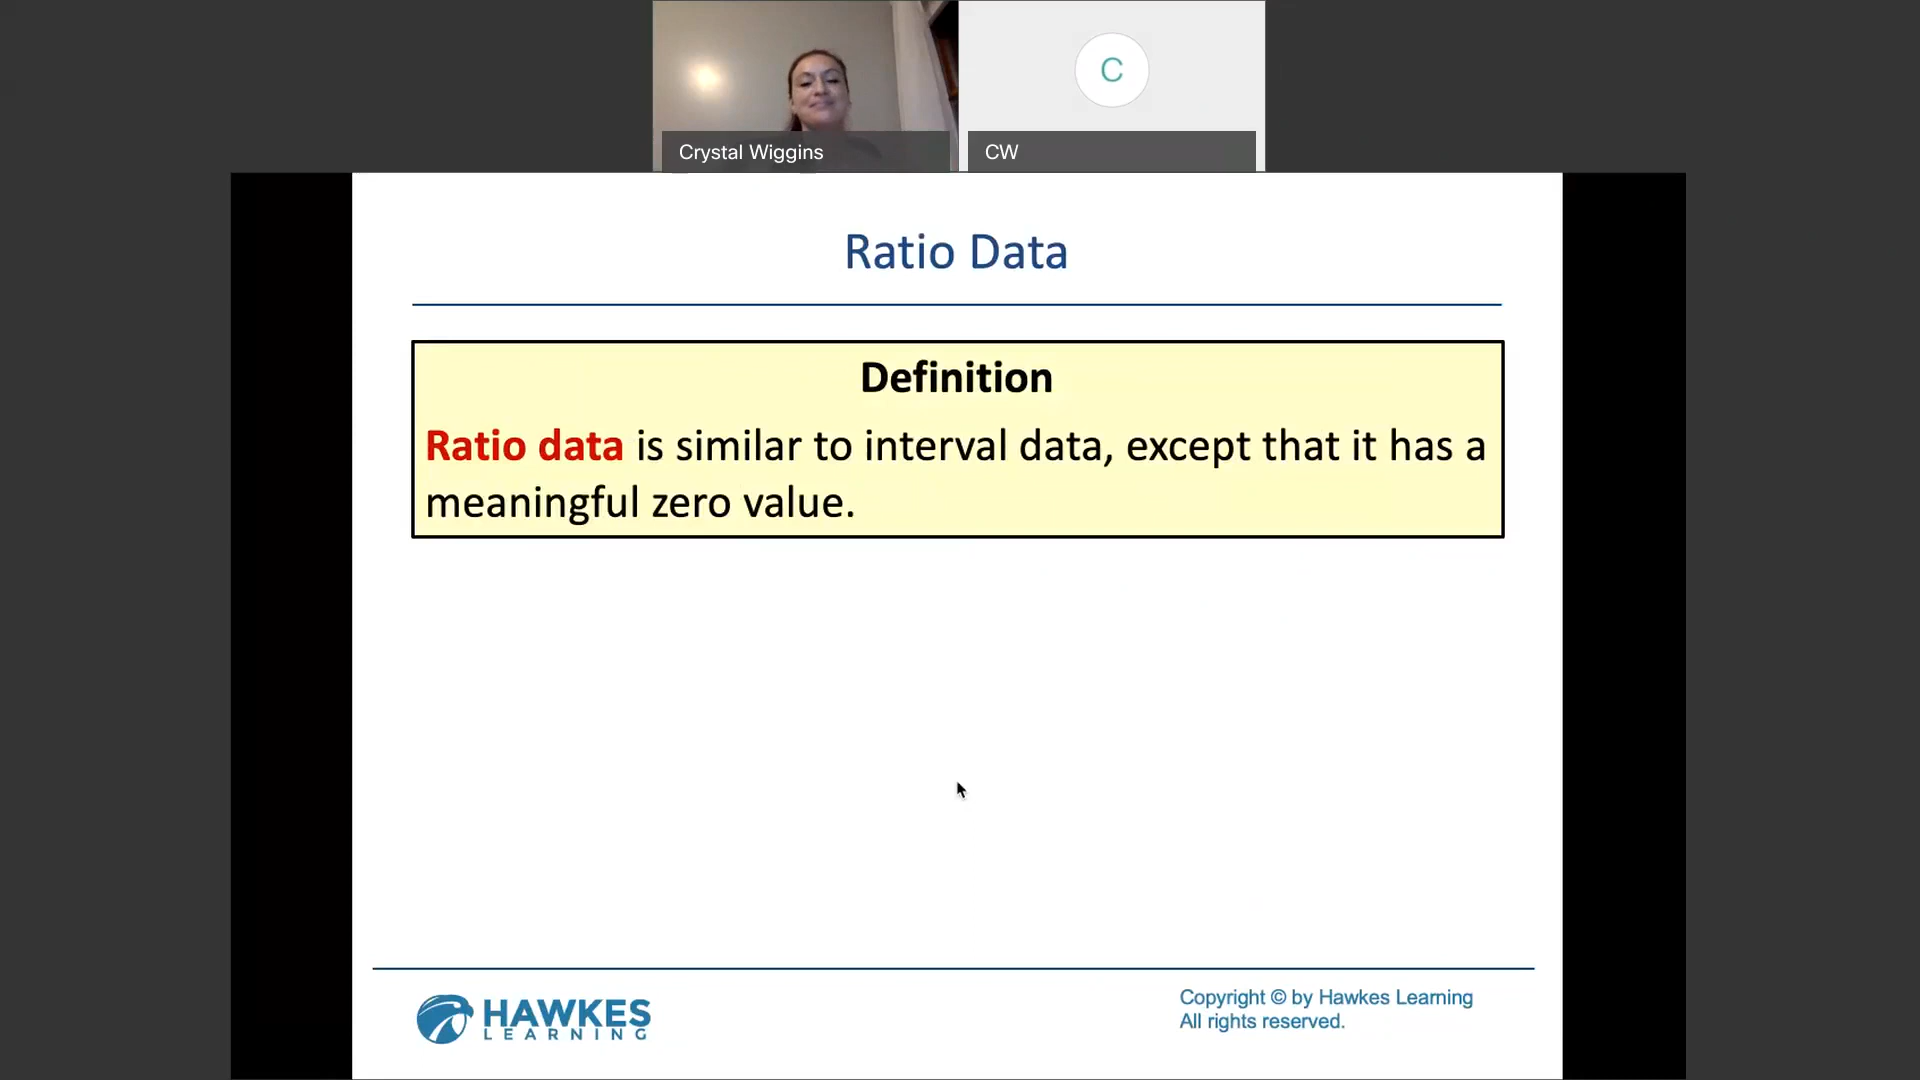 C
Crystal Wiggins
CW
Ratio Data
Definition
Ratio data is similar to interval data, except that it has a
meaningful zero value.
HAWKES
LEARNING
Copyright © by Hawkes Learning
All rights reserved.